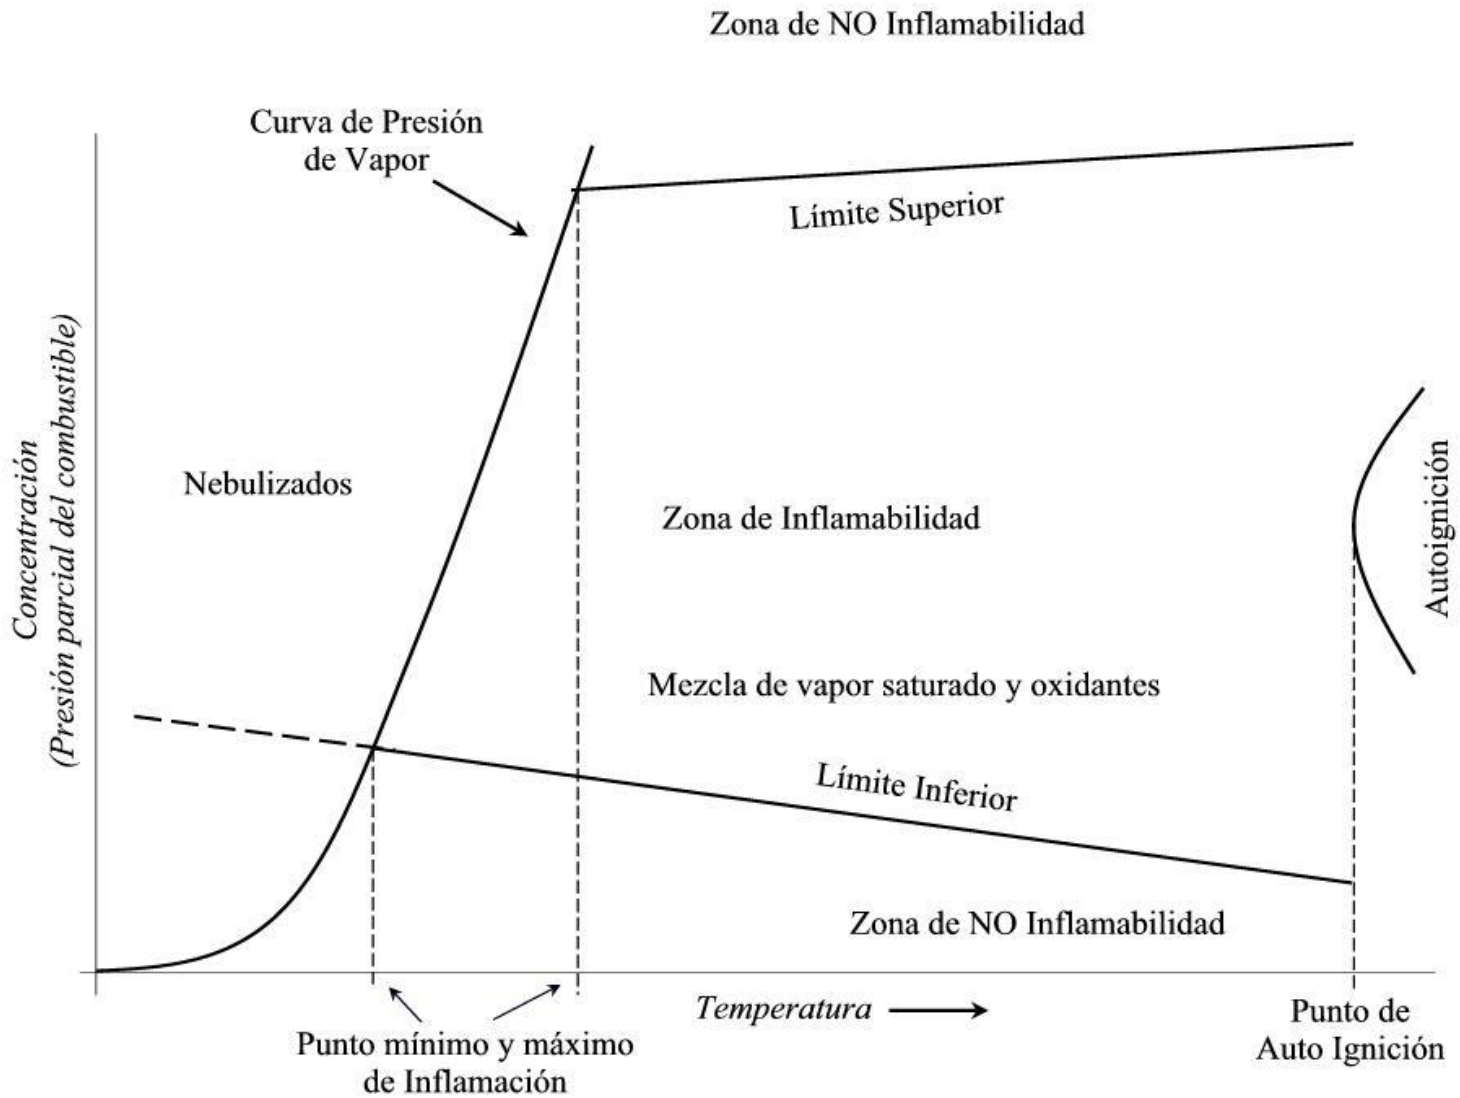 Zona de NO Inflamabilidad
Curva de Presión
de Vapor
Límite Superior
Concentración
(Presión parcial del combustible)
Nebulizados
Zona de Inflamabilidad
Autoignición
Mezcla de vapor saturado y oxidantes
Límite Inferior
Zona de NO Inflamabilidad
Temperatura
Punto mínimo y máximo
de Inflamación
Punto de
Auto Ignición